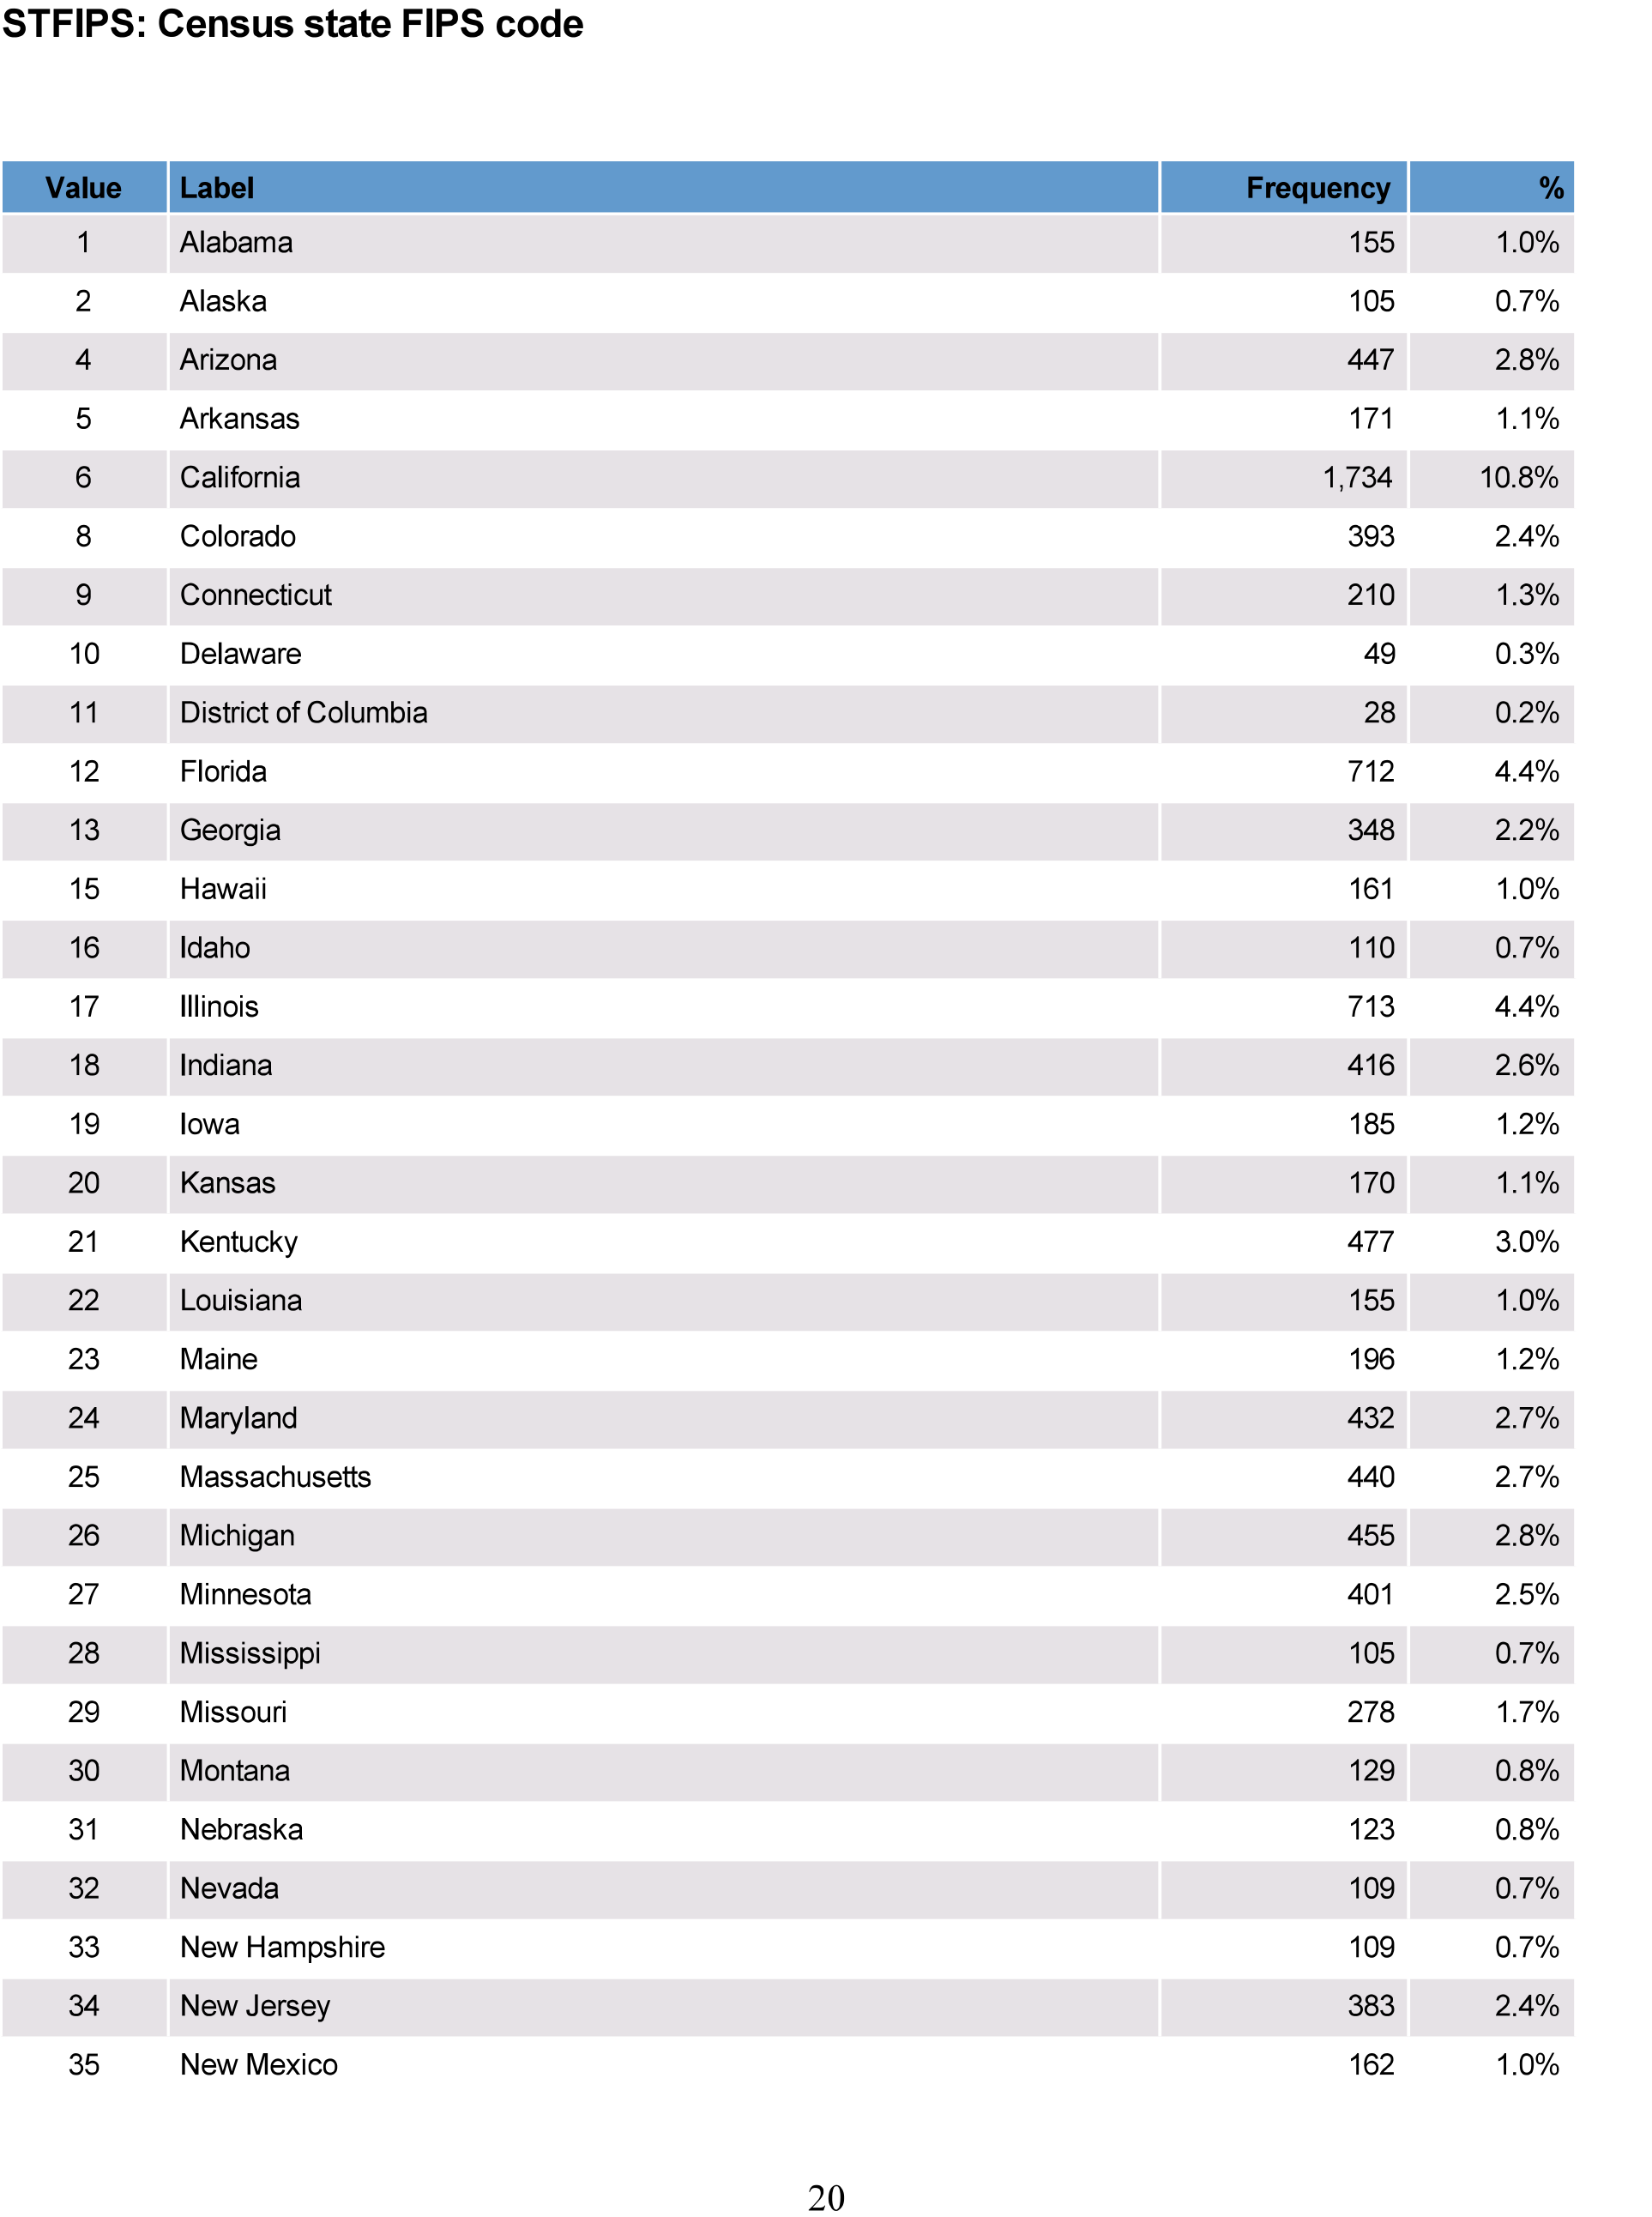 STFIPS: Census state FIPS code
Value Label Frequency %
1 Alabama 155 1.0%
2 Alaska 105 0.7%
4 Arizona 447 2.8%
5 Arkansas 171 1.1%
6 California 1,734 10.8%
8 Colorado 393 2.4%
9 Connecticut 210 1.3%
10 Delaware 49 0.3%
11 District of Columbia 28 0.2%
12 Florida 712 4.4%
13 Georgia 348 2.2%
15 Hawaii 161 1.0%
16 Idaho 110 0.7%
17 Illinois 713 4.4%
18 Indiana 416 2.6%
19 Iowa 185 1.2%
20 Kansas 170 1.1%
21 Kentucky 477 3.0%
22 Louisiana 155 1.0%
23 Maine 196 1.2%
24 Maryland 432 2.7%
25 Massachusetts 440 2.7%
26 Michigan 455 2.8%
27 Minnesota 401 2.5%
28 Mississippi 105 0.7%
29 Missouri 278 1.7%
30 Montana 129 0.8%
31 Nebraska 123 0.8%
32 Nevada 109 0.7%
33 New Hampshire 109 0.7%
34 New Jersey 383 2.4%
35 New Mexico 162 1.0%
20